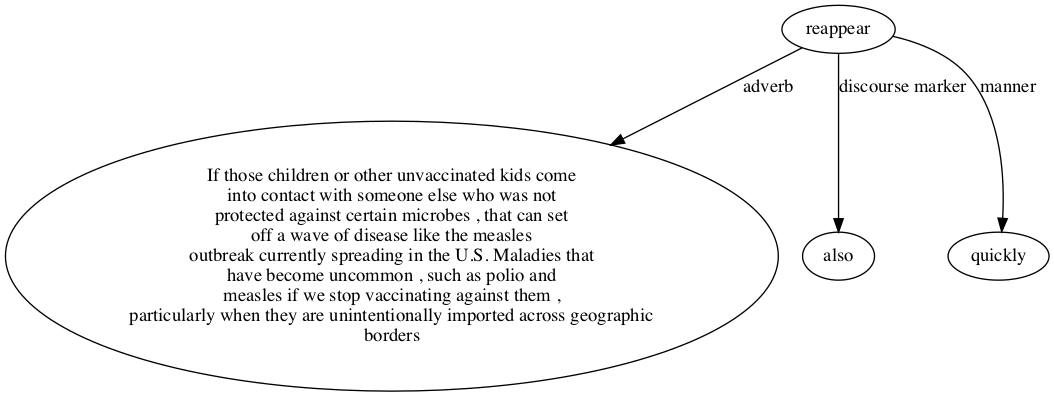 reappear
adverb
discourse marker
manner
If those children or other unvaccinated kids come
into contact with someone else who was not
protected against certain microbes , that can set
off a wave of disease like the measles
outbreak currently spreading in the U.S. Maladies that
have become uncommon , such as polio and
measles if we stop vaccinating against them ,
particularly when they are unintentionally imported across geographic
borders
also
quickly